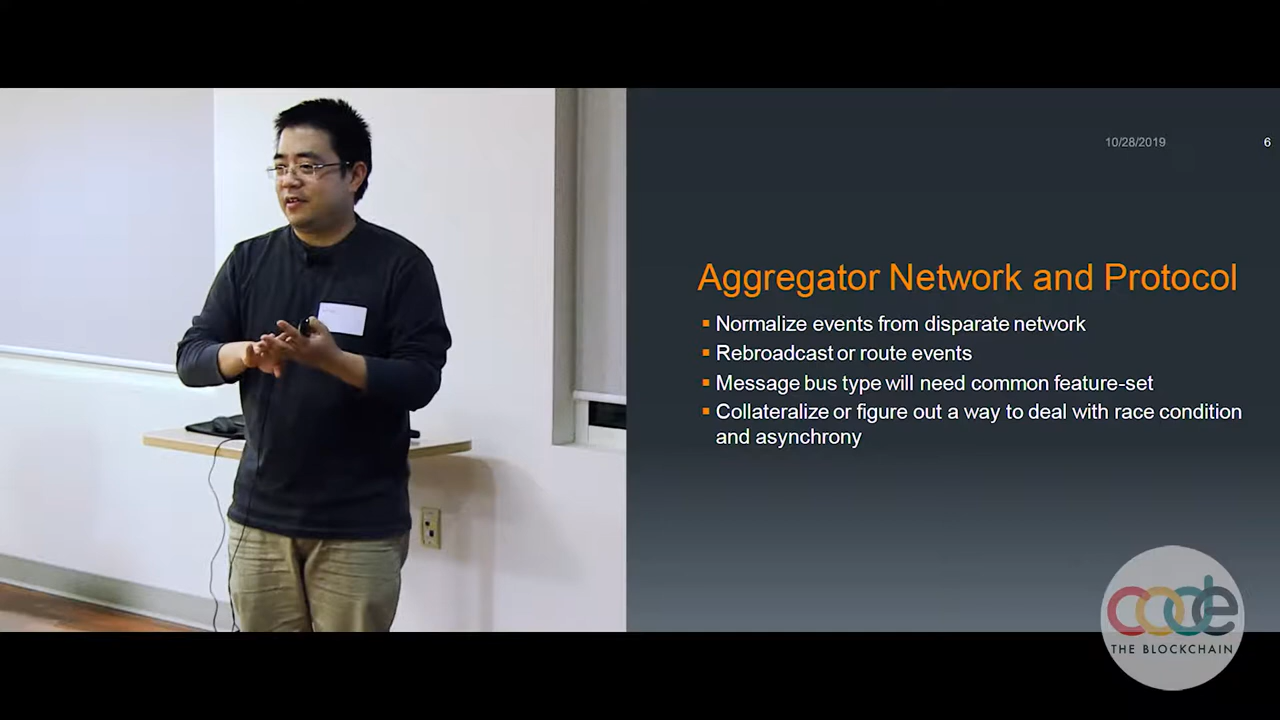 10/28/2019 6
Aggregator Network and Protocol
Normalize events from disparate network
Rebroadcast or route events
Message bus type will need common feature-set
Collateralize or figure out a way to deal with race condition
and asynchrony
code
THE BLOCKCHAIN